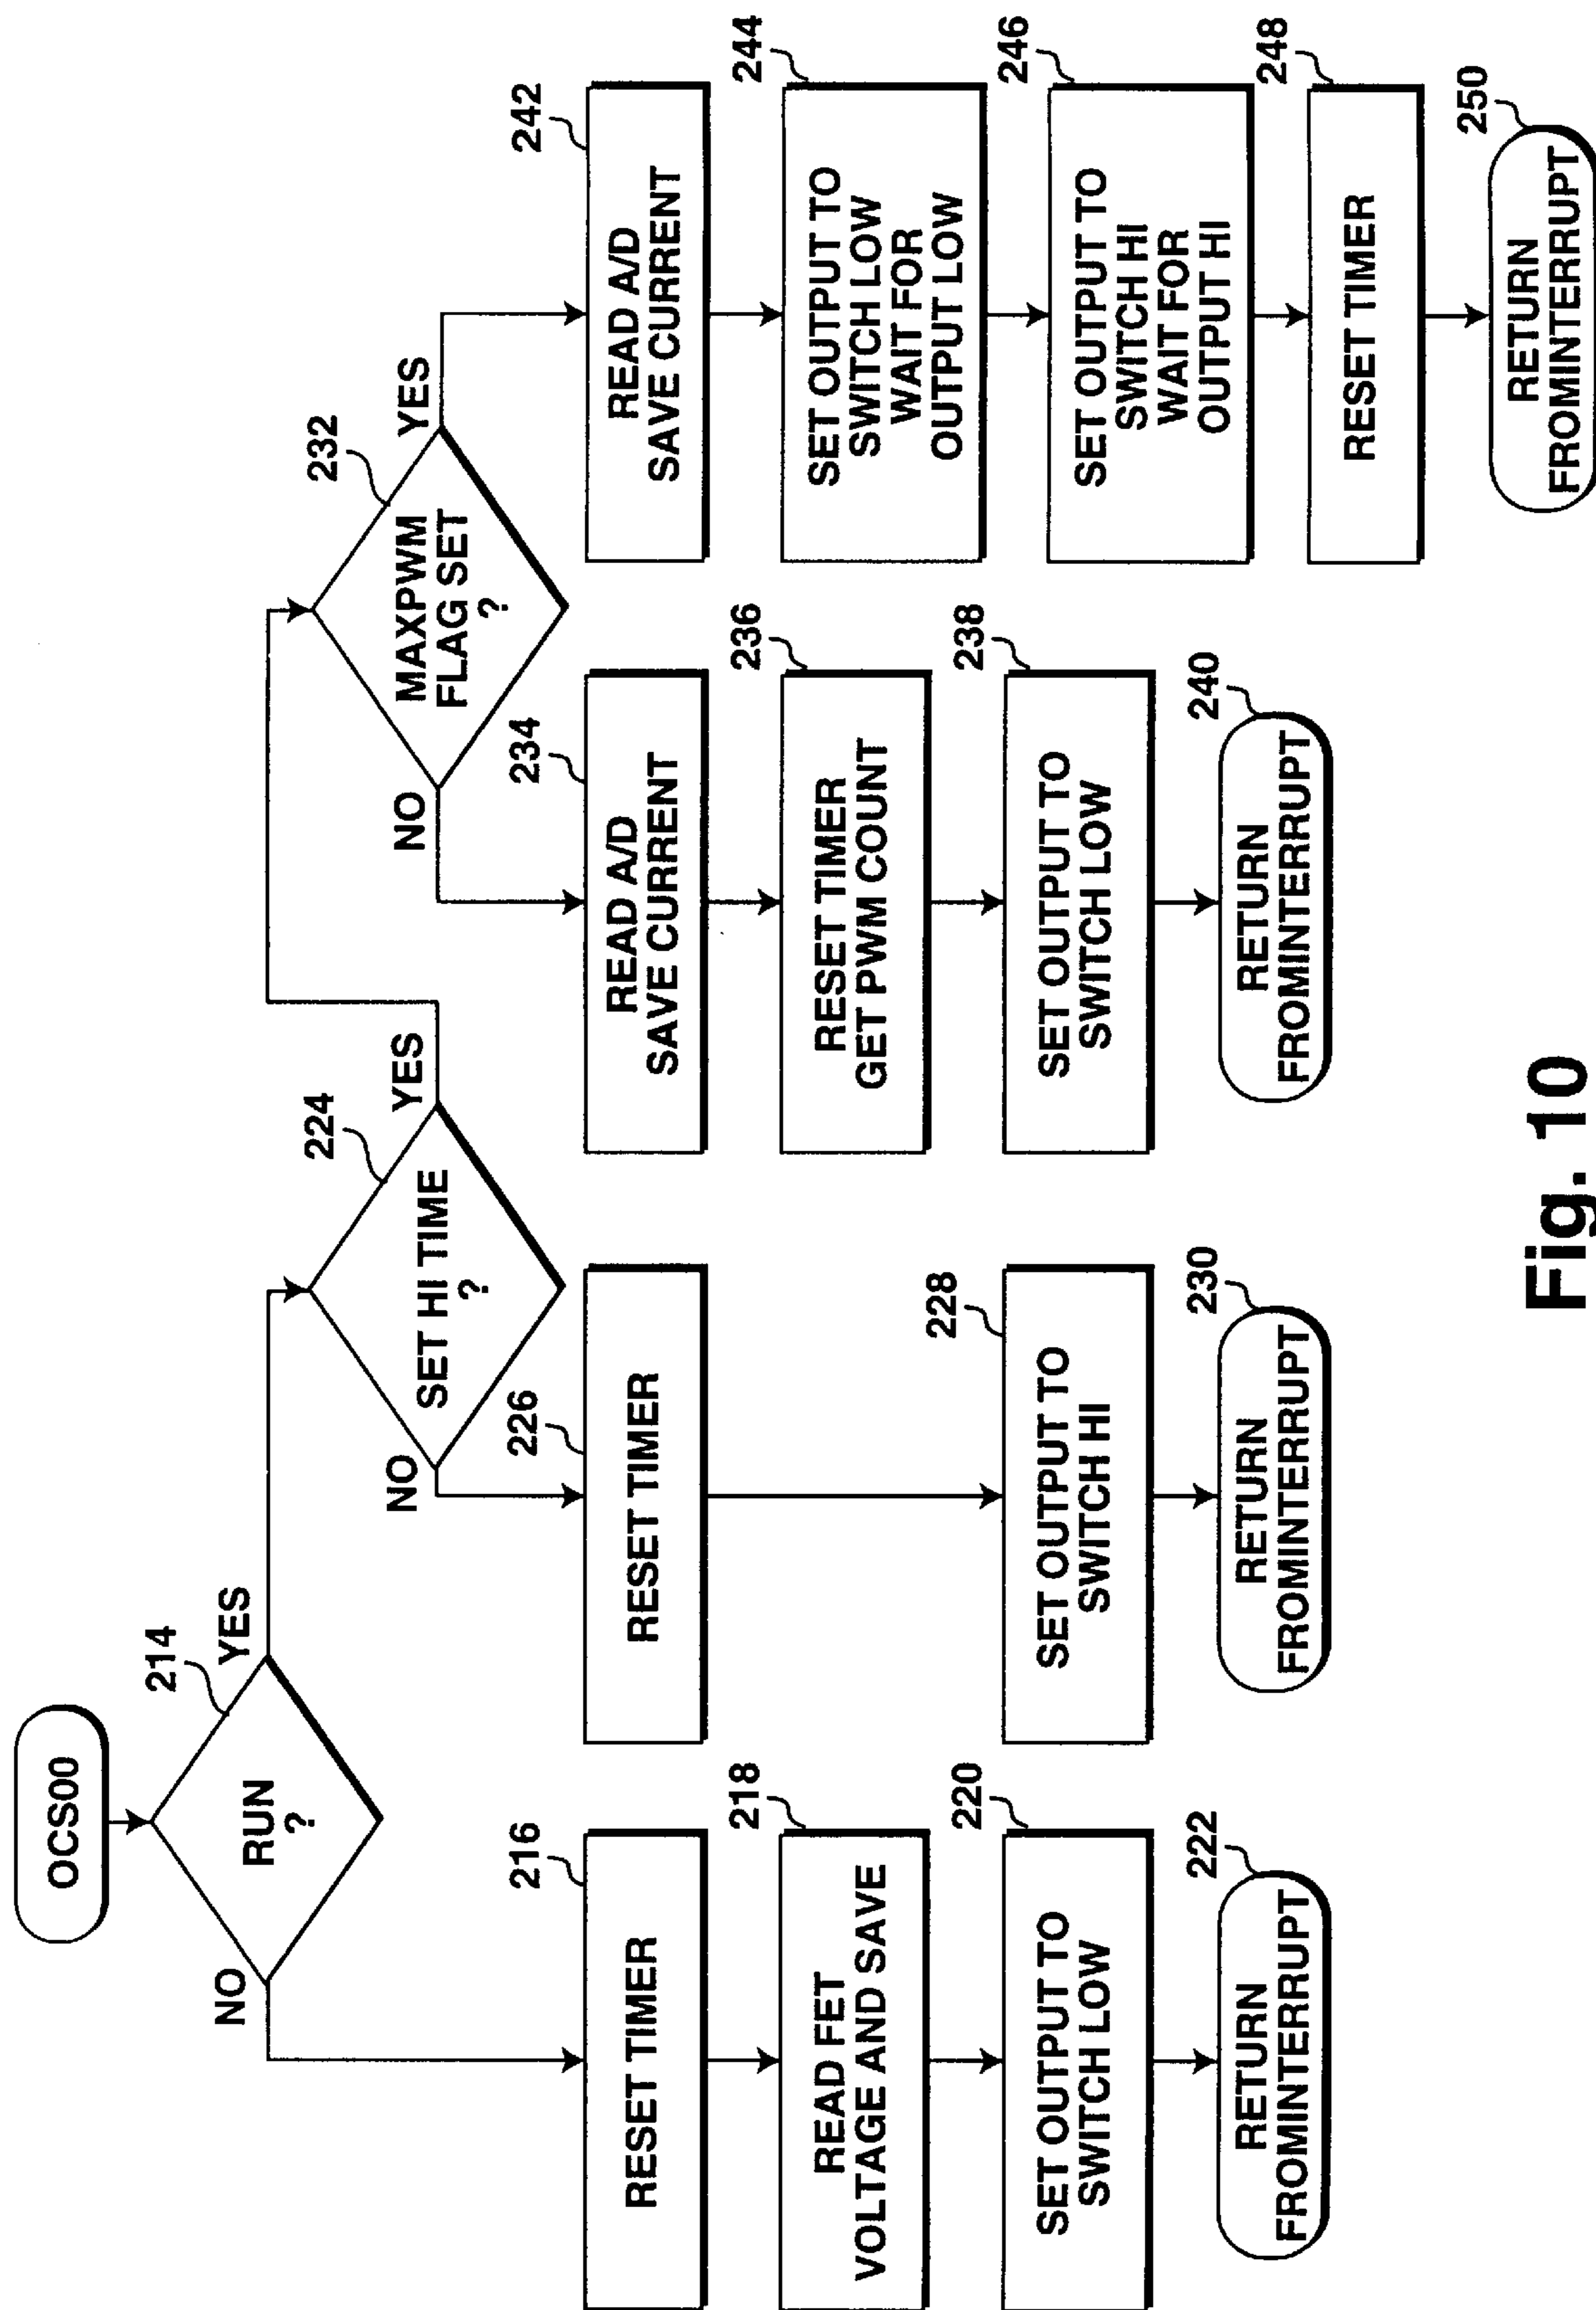 OCS00
214
RUN
?
YES
NO
216
RESET TIMER
218
READ FET
VOLTAGE AND SAVE
220
SET OUTPUT TO
SWITCH LOW
222
RETURN
FROMINTERRUPT
224
SET HI TIME
?
YES
NO
226
RESET TIMER
228
SET OUTPUT TO
SWITCH HI
230
RETURN
FROMINTERRUPT
232
MAXPWM
FLAG SET
?
YES
NO
234
READ A/D
SAVE CURRENT
236
RESET TIMER
GET PWM COUNT
238
SET OUTPUT TO
SWITCH LOW
240
RETURN
FROMINTERRUPT
242
READ A/D
SAVE CURRENT
244
SET OUTPUT TO
SWITCH LOW
WAIT FOR
OUTPUT LOW
246
SET OUTPUT TO
SWITCH HI
WAIT FOR
OUTPUT HI
248
RESET TIMER
250
RETURN
FROMINTERRUPT
Fig. 10